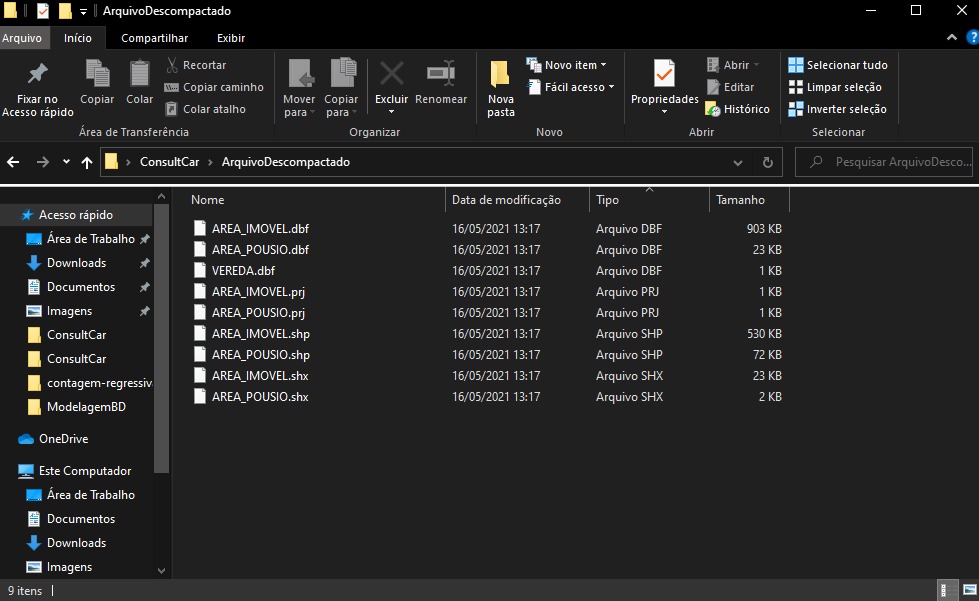 ArquivoDescompactado
Arquivo Início Compartilhar Exibir
Fixar no Acesso rápido
Copiar
Colar
Recortar
Copiar caminho
Colar atalho
Área de Transferência
Mover para
Copiar para
Excluir
Renomear
Organizar
Nova pasta
Novo item
Fácil acesso
Novo
Propriedades
Abrir
Editar
Histórico
Abrir
Selecionar tudo
Limpar seleção
Inverter seleção
Selecionar
ConsultCar > ArquivoDescompactado
Pesquisar ArquivoDesco...
Acesso rápido
Área de Trabalho
Downloads
Documentos
Imagens
ConsultCar
ConsultCar
contagem-regressiva
ModelagemBD
OneDrive
Este Computador
Área de Trabalho
Documentos
Downloads
Imagens
Nome Data de modificação Tipo Tamanho
AREA_IMOVEL.dbf 16/05/2021 13:17 Arquivo DBF 903 KB
AREA_POUSIO.dbf 16/05/2021 13:17 Arquivo DBF 23 KB
VEREDA.dbf 16/05/2021 13:17 Arquivo DBF 1 KB
AREA_IMOVEL.prj 16/05/2021 13:17 Arquivo PRJ 1 KB
AREA_POUSIO.prj 16/05/2021 13:17 Arquivo PRJ 1 KB
AREA_IMOVEL.shp 16/05/2021 13:17 Arquivo SHP 530 KB
AREA_POUSIO.shp 16/05/2021 13:17 Arquivo SHP 72 KB
AREA_IMOVEL.shx 16/05/2021 13:17 Arquivo SHX 23 KB
AREA_POUSIO.shx 16/05/2021 13:17 Arquivo SHX 2 KB
9 itens